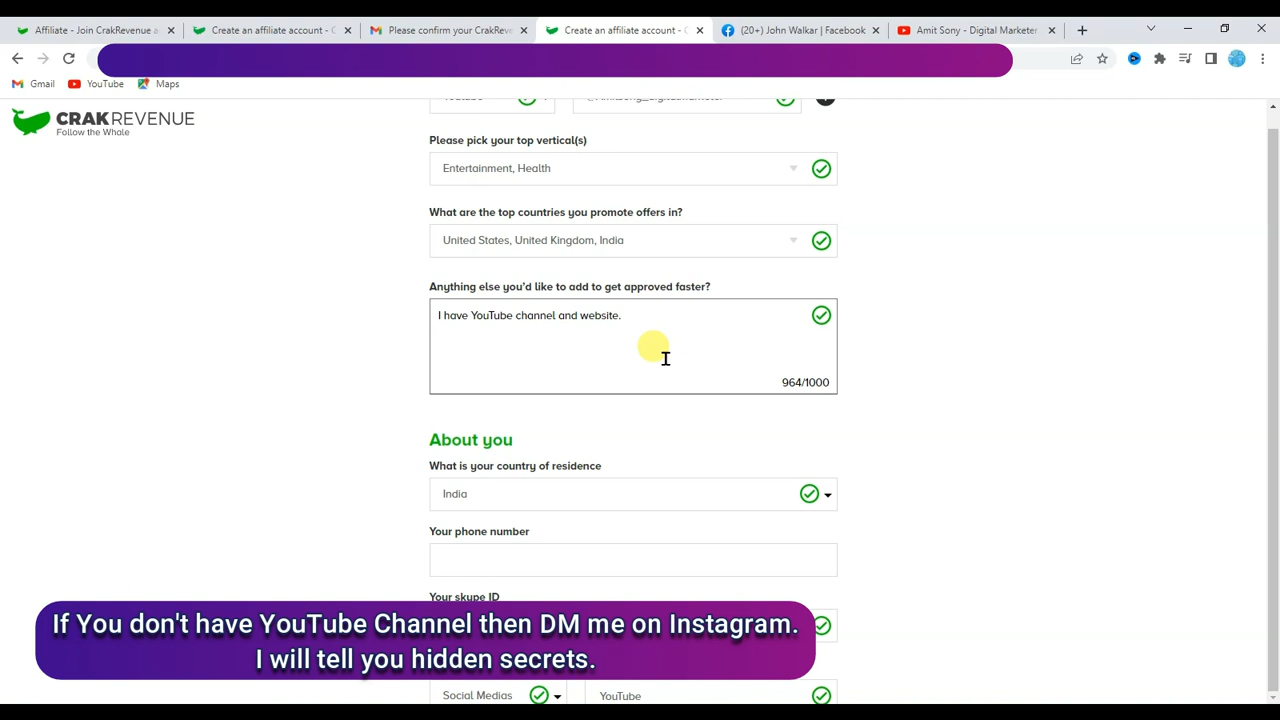 Affiliate - Join CrakRevenue a
Create an affiliate account - C
Please confirm your CrakReve
Create an affiliate account - C
(20+) John Walkar | Facebook
Amit Sony - Digital Marketer
Gmail
YouTube
Maps
CRAKREVENUE
Follow the Whale
Please pick your top vertical(s)
Entertainment, Health
What are the top countries you promote offers in?
United States, United Kingdom, India
Anything else you'd like to add to get approved faster?
I have YouTube channel and website.
964/1000
About you
What is your country of residence
India
Your phone number
Your skype ID
If You don't have YouTube Channel then DM me on Instagram.
I will tell you hidden secrets.
Social Medias
YouTube